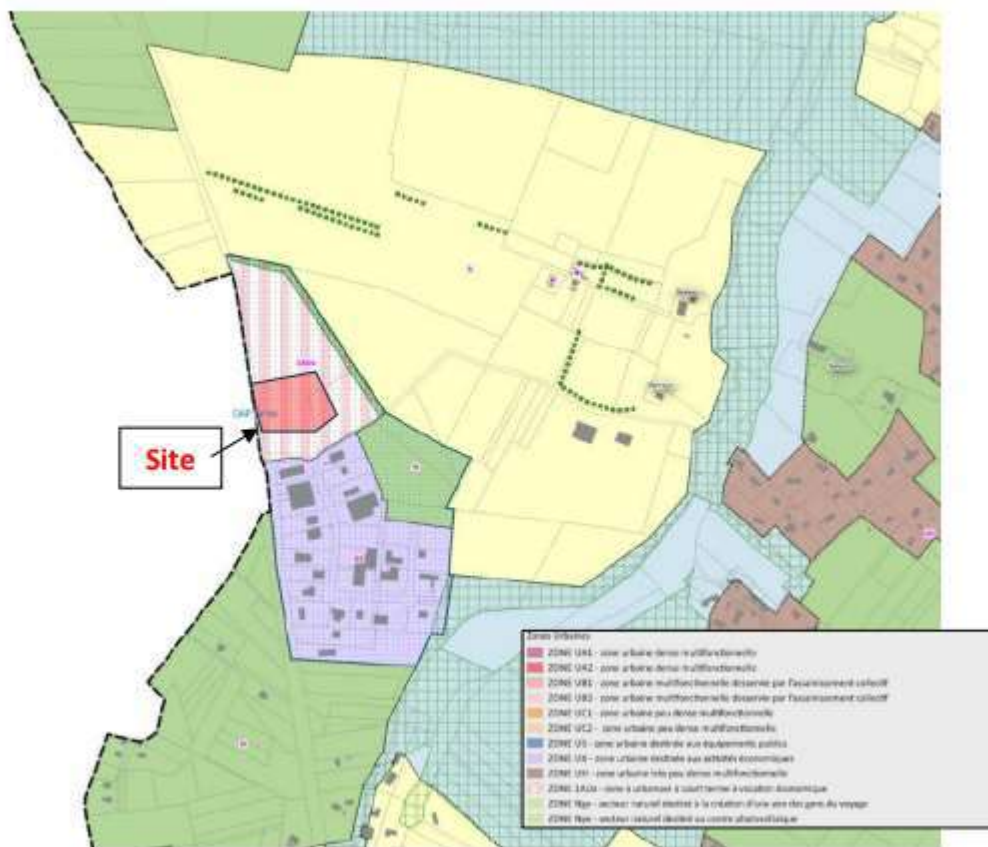 Site
Zones Urbaines
ZONE UA1 - zone urbaine dense multifonctionnelle
ZONE UA2 - zone urbaine dense multifonctionnelle
ZONE UB1 - zone urbaine multifonctionnelle desservie par l'assainissement collectif
ZONE UB2 - zone urbaine multifonctionnelle desservie par l'assainissement collectif
ZONE UC1 - zone urbaine peu dense multifonctionnelle
ZONE UC2 - zone urbaine peu dense multifonctionnelle
zone urbaine destinée aux équipements publics
ZONE UX - zone urbaine destinée aux activités économiques
ZONE UH - zone urbaine très peu dense multifonctionnelle
ZONE 1AUx - zone à urbaniser à court terme à vocation économique
ZONE Ngv - secteur naturel destiné à la création d'une aire des gens du voyage
secteur naturel destiné au centre photovoltaïque